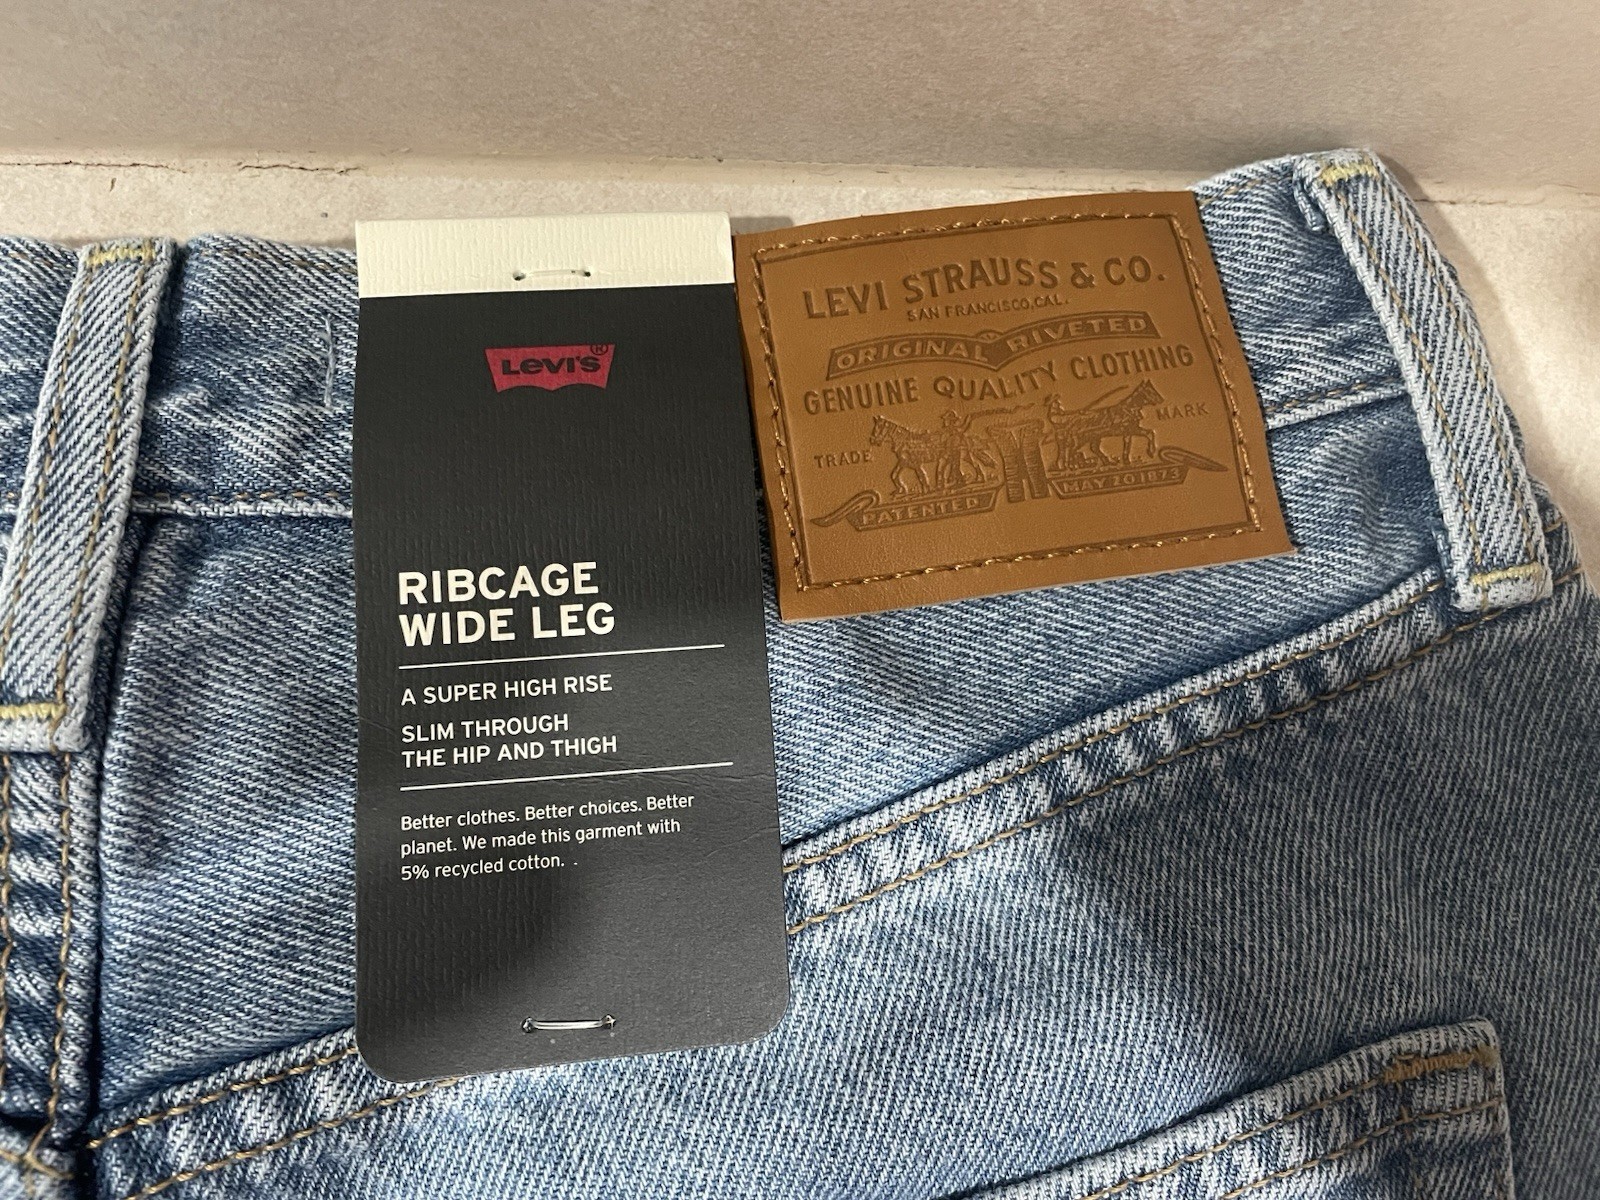 Levi's®
RIBCAGE
WIDE LEG
A SUPER HIGH RISE
SLIM THROUGH
THE HIP AND THIGH
Better clothes. Better choices. Better
planet. We made this garment with
5% recycled cotton.
LEVI STRAUSS & CO.
SAN FRANCISCO, CAL.
ORIGINAL RIVETED
GENUINE QUALITY CLOTHING
TRADE MARK
PATENTED MAY 20 1873